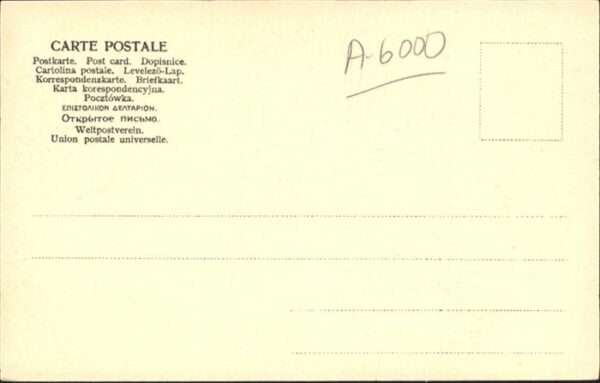 CARTE POSTALE
Postkarte. Post card. Dopisnice.
Cartolina postale. Levelező-Lap.
Korrespondenzkarte. Briefkaart.
Karta korespondencyjna.
Pocztówka.
ΕΠΙΣΤΟΛΙΚΟΝ ΔΕΛΤΑΡΙΟΝ.
Открытое письмо.
Weltpostverein.
Union postale universelle.
A-6000